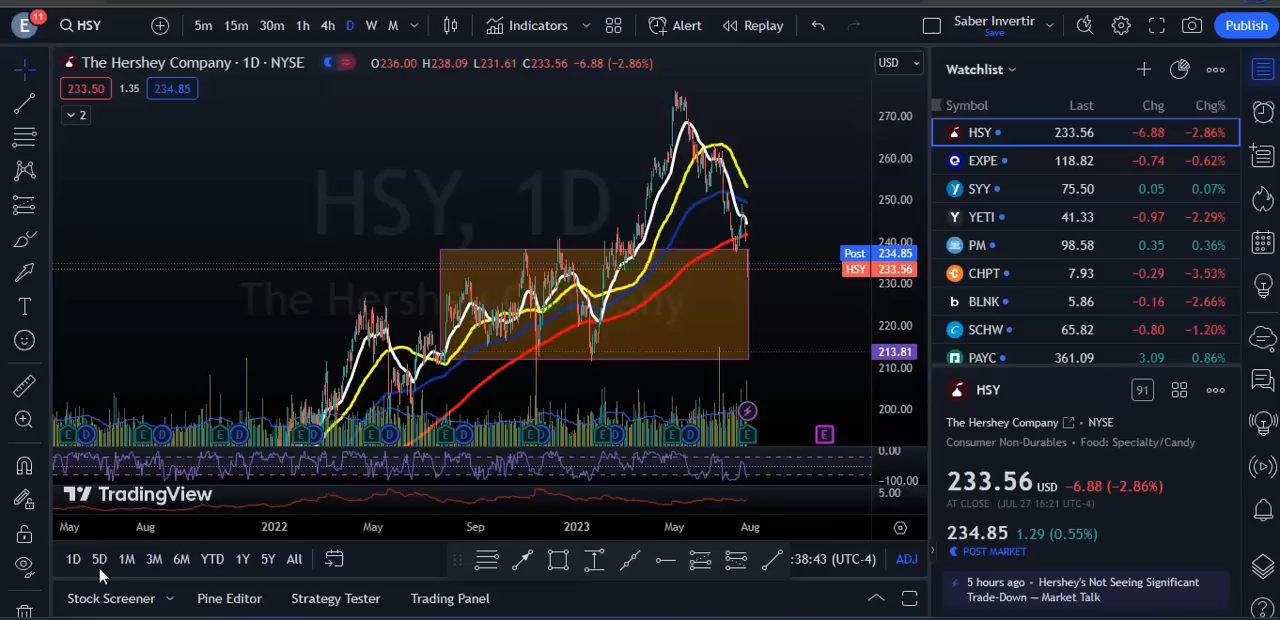 E 11 HSY 5m 15m 30m 1h 4h D W M Indicators Alert Replay Saber Invertir Save Publish
The Hershey Company · 1D · NYSE O236.00 H238.09 L231.61 C233.56 −6.88 (−2.86%) USD
233.50 1.35 234.85
2
HSY, 1D
The Hershey Company
270.00
260.00
250.00
240.00
Post 234.85
HSY 233.56
230.00
220.00
213.81
210.00
200.00
E D E D E D E D E D E D E D E D E D E E
0.00
−100.00
5.00
TradingView
May Aug 2022 May Sep 2023 May Aug
1D 5D 1M 3M 6M YTD 1Y 5Y All :38:43 (UTC-4) ADJ
Stock Screener Pine Editor Strategy Tester Trading Panel
Watchlist
Symbol Last Chg Chg%
HSY 233.56 −6.88 −2.86%
EXPE 118.82 −0.74 −0.62%
SYY 75.50 0.05 0.07%
YETI 41.33 −0.97 −2.29%
PM 98.58 0.35 0.36%
CHPT 7.93 −0.29 −3.53%
b BLNK 5.86 −0.16 −2.66%
SCHW 65.82 −0.80 −1.20%
PAYC 361.09 3.09 0.86%
HSY 91
The Hershey Company · NYSE
Consumer Non-Durables • Food: Specialty/Candy
233.56 USD −6.88 (−2.86%)
AT CLOSE (JUL 27 16:21 UTC-4)
234.85 1.29 (0.55%)
POST MARKET
5 hours ago · Hershey's Not Seeing Significant
Trade-Down — Market Talk